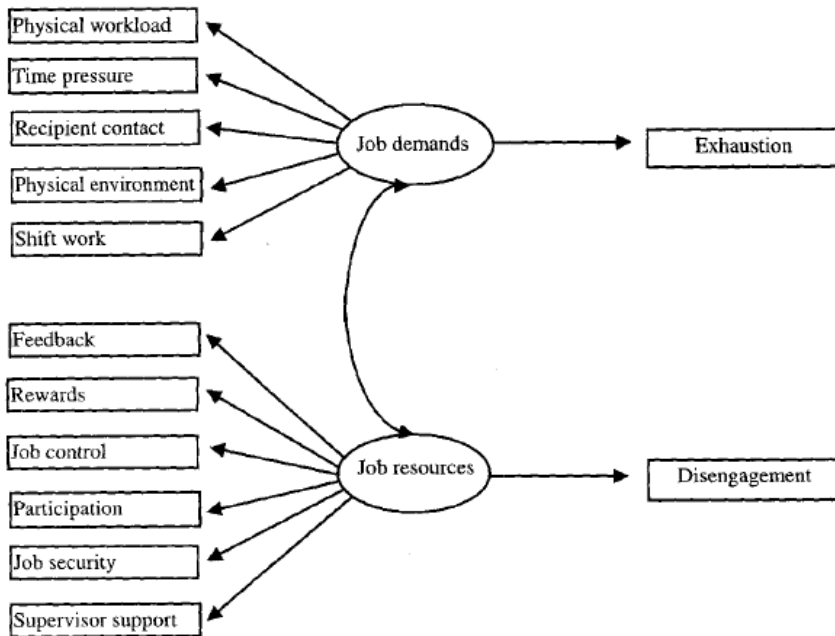 Physical workload
Time pressure
Recipient contact
Physical environment
Shift work
Job demands
Exhaustion
Feedback
Rewards
Job control
Participation
Job security
Supervisor support
Job resources
Disengagement